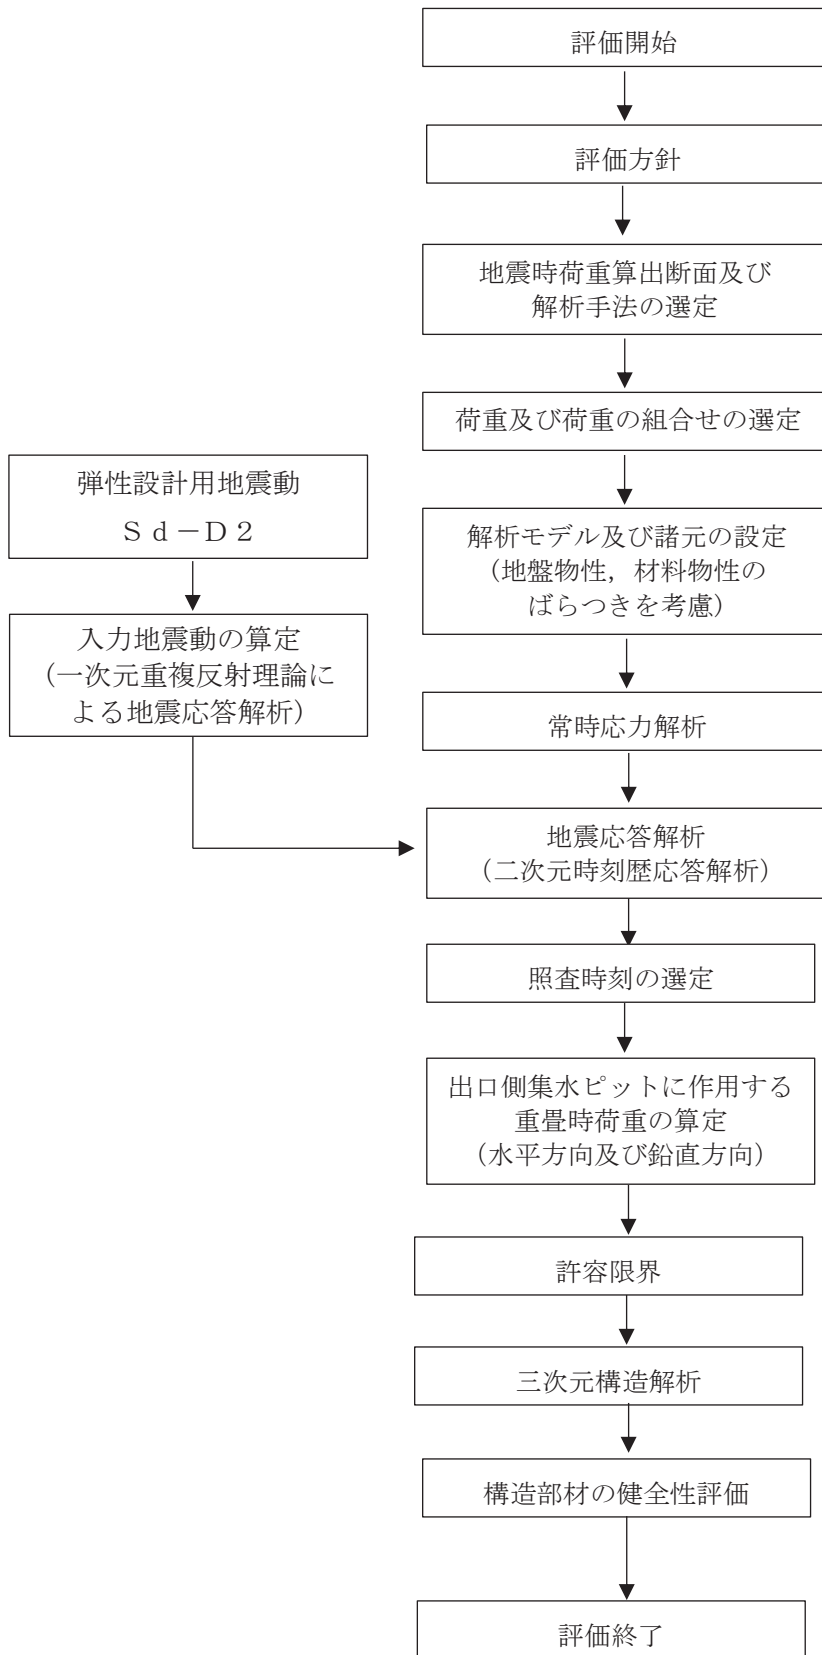 評価開始
評価方針
地震時荷重算出断面及び
解析手法の選定
荷重及び荷重の組合せの選定
弾性設計用地震動
Ｓｄ－Ｄ２
入力地震動の算定
（一次元重複反射理論に
よる地震応答解析）
解析モデル及び諸元の設定
（地盤物性，材料物性の
ばらつきを考慮）
常時応力解析
地震応答解析
（二次元時刻歴応答解析）
照査時刻の選定
出口側集水ピットに作用する
重畳時荷重の算定
（水平方向及び鉛直方向）
許容限界
三次元構造解析
構造部材の健全性評価
評価終了